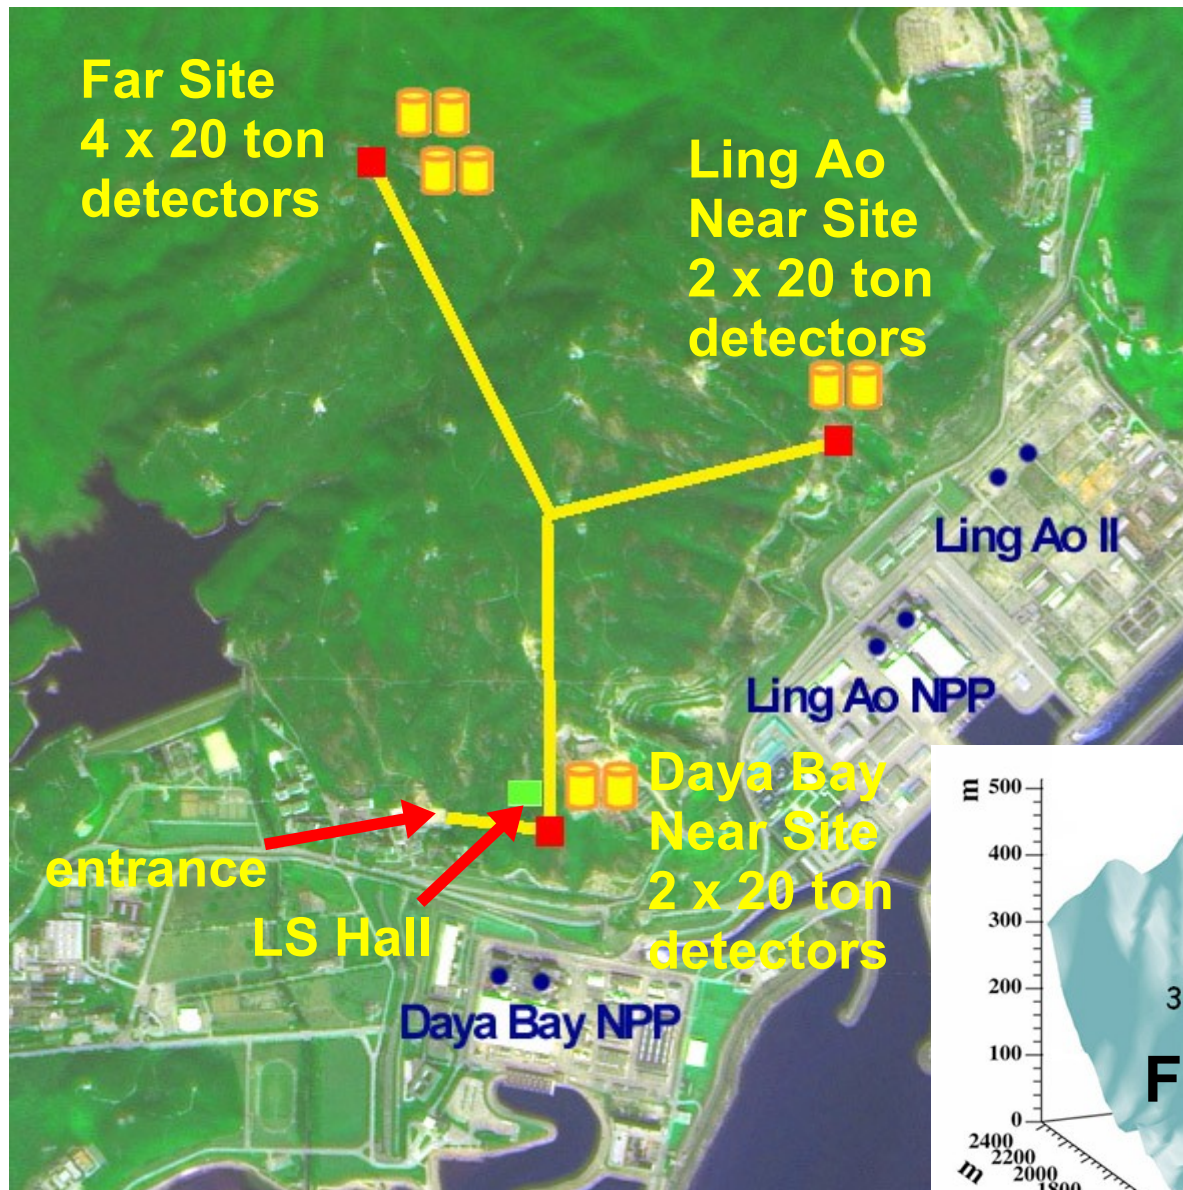 Far Site
4 x 20 ton
detectors
Ling Ao
Near Site
2 x 20 ton
detectors
Ling Ao II
Ling Ao NPP
Daya Bay
Near Site
2 x 20 ton
detectors
entrance
LS Hall
Daya Bay NPP
m
500
400
300
200
100
0
3
F
2400
2200
2000
1800
m